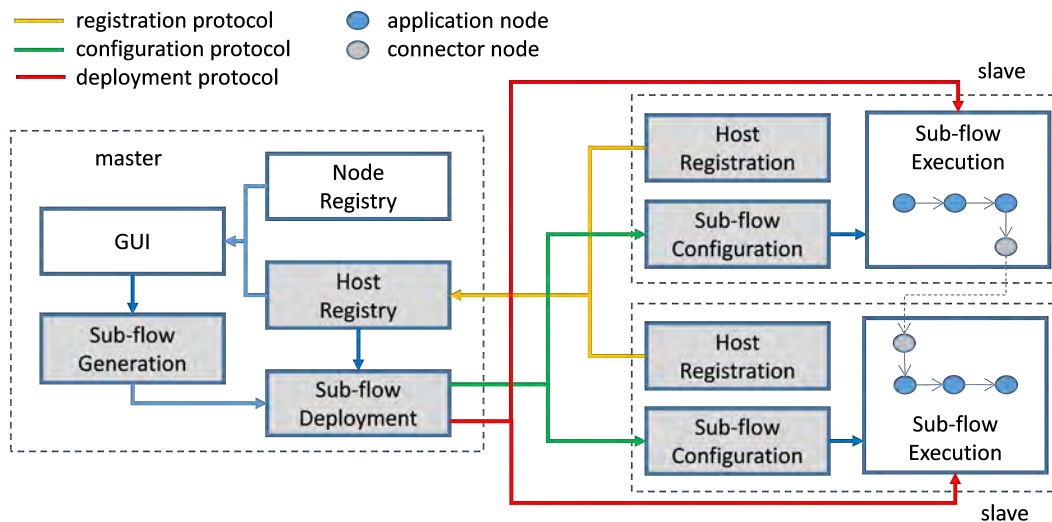 registration protocol
configuration protocol
deployment protocol
application node
connector node
master
Node
Registry
GUI
Host
Registry
Sub-flow
Generation
Sub-flow
Deployment
slave
Host
Registration
Sub-flow
Configuration
Sub-flow
Execution
Host
Registration
Sub-flow
Configuration
Sub-flow
Execution
slave